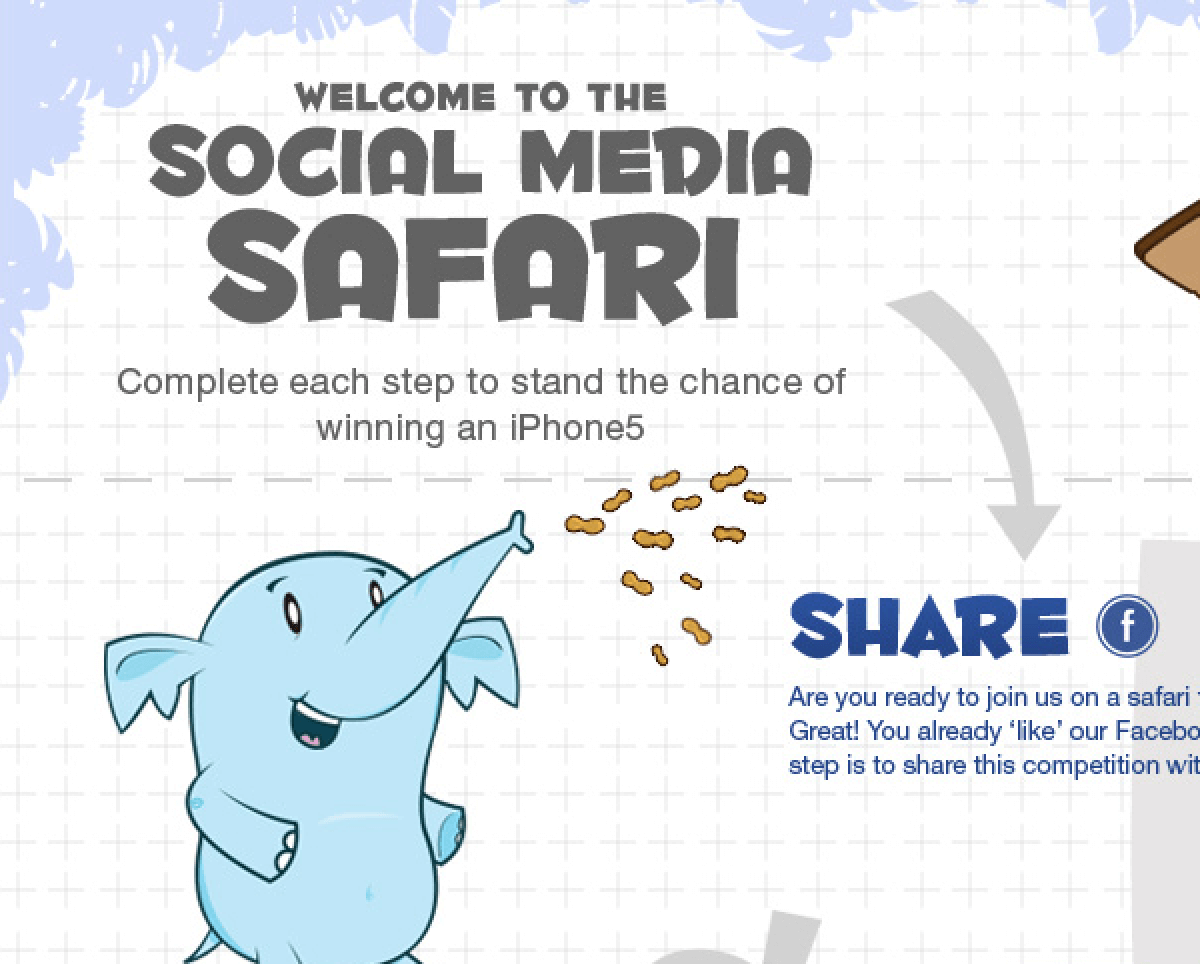 WELCOME TO THE
SOCIAL MEDIA
SAFARI
Complete each step to stand the chance of
winning an iPhone5
SHARE f
Are you ready to join us on a safari
Great! You already ‘like’ our
step is to share this competition